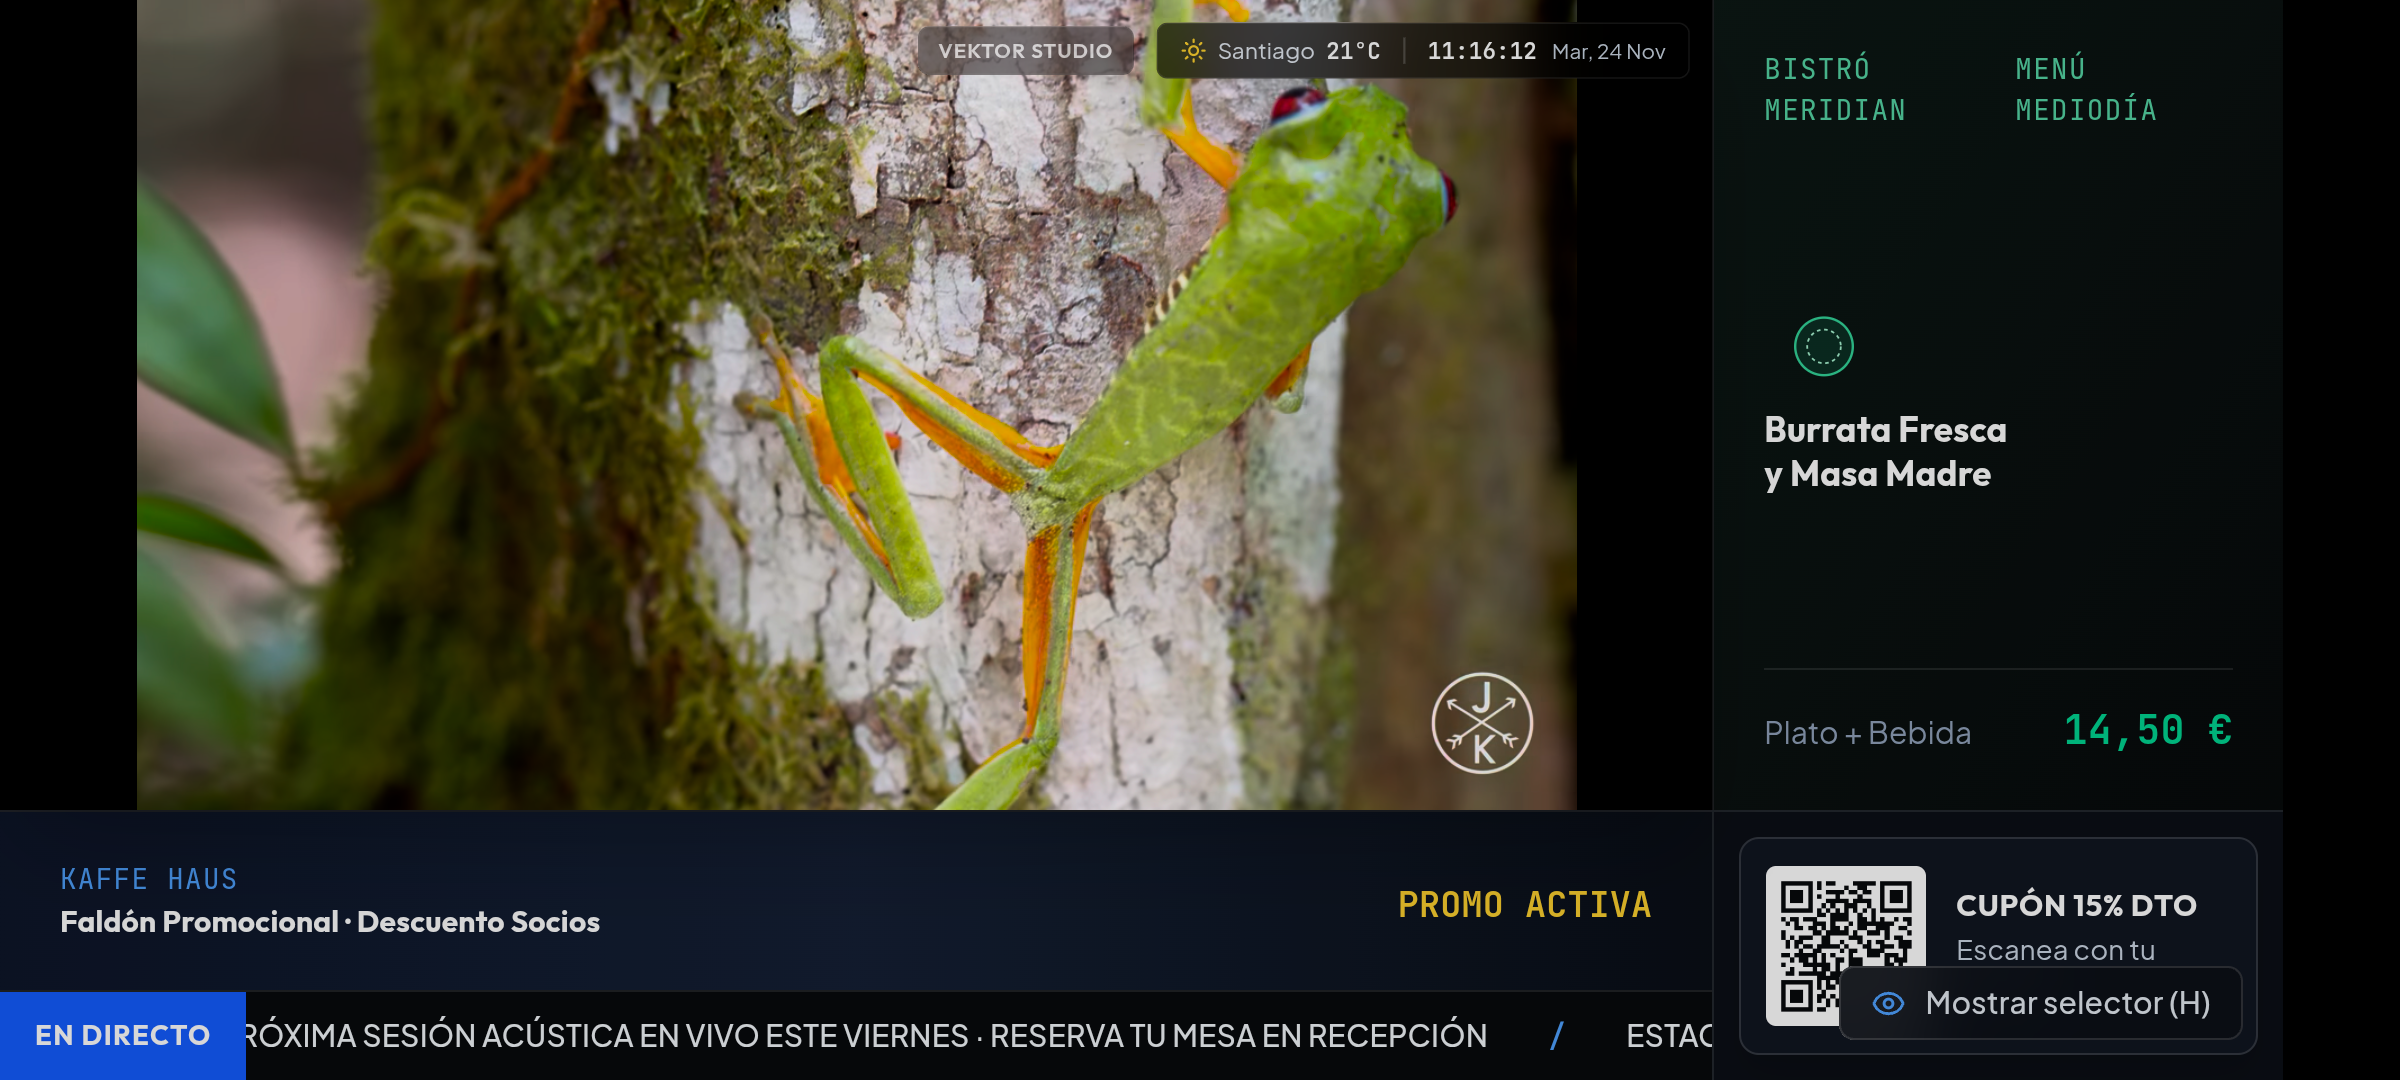 VEKTOR STUDIO
Santiago 21°C 11:16:12 Mar, 24 Nov
BISTRÓ
MERIDIAN
MENÚ
MEDIODÍA
Burrata Fresca
y Masa Madre
Plato + Bebida 14,50 €
J
K
KAFFE HAUS
Faldón Promocional · Descuento Socios
PROMO ACTIVA
CUPÓN 15% DTO
Escanea con tu
Mostrar selector (H)
EN DIRECTO
RÓXIMA SESIÓN ACÚSTICA EN VIVO ESTE VIERNES · RESERVA TU MESA EN RECEPCIÓN / ESTAC